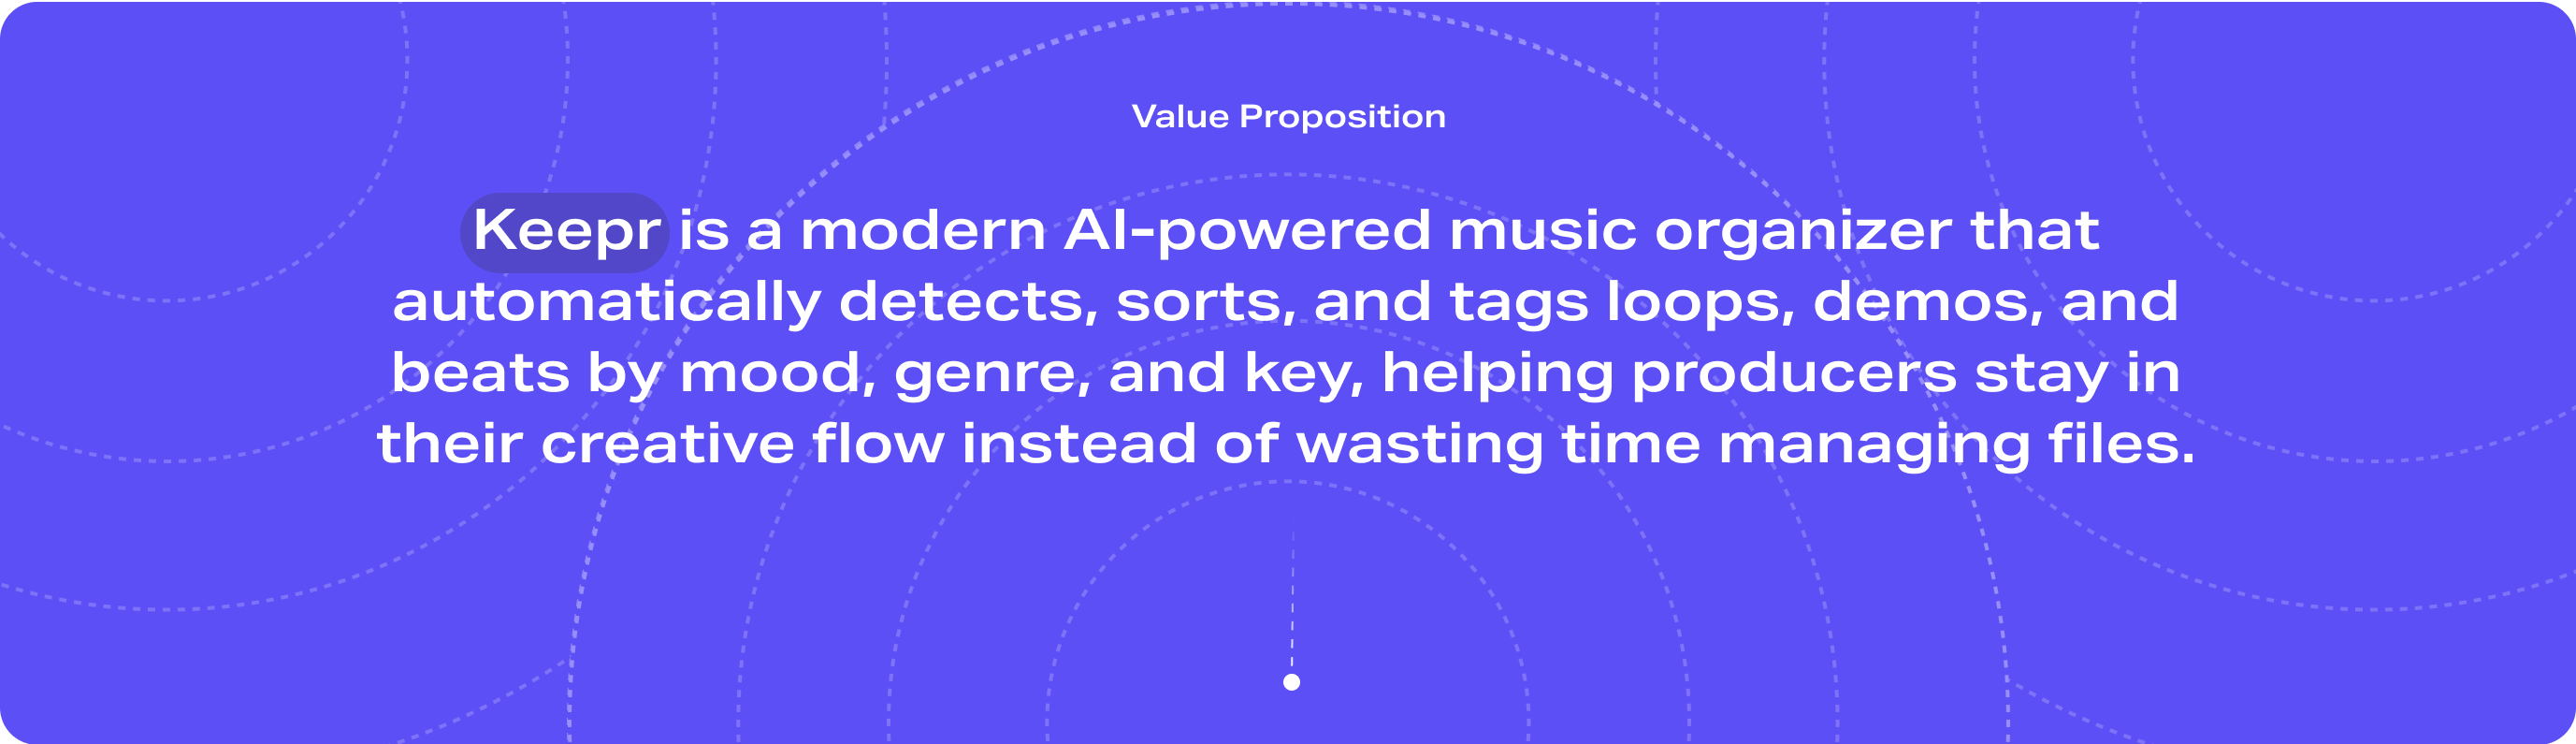 Value Proposition
Keepr is a modern AI-powered music organizer that
automatically detects, sorts, and tags loops, demos, and
beats by mood, genre, and key, helping producers stay in
their creative flow instead of wasting time managing files.